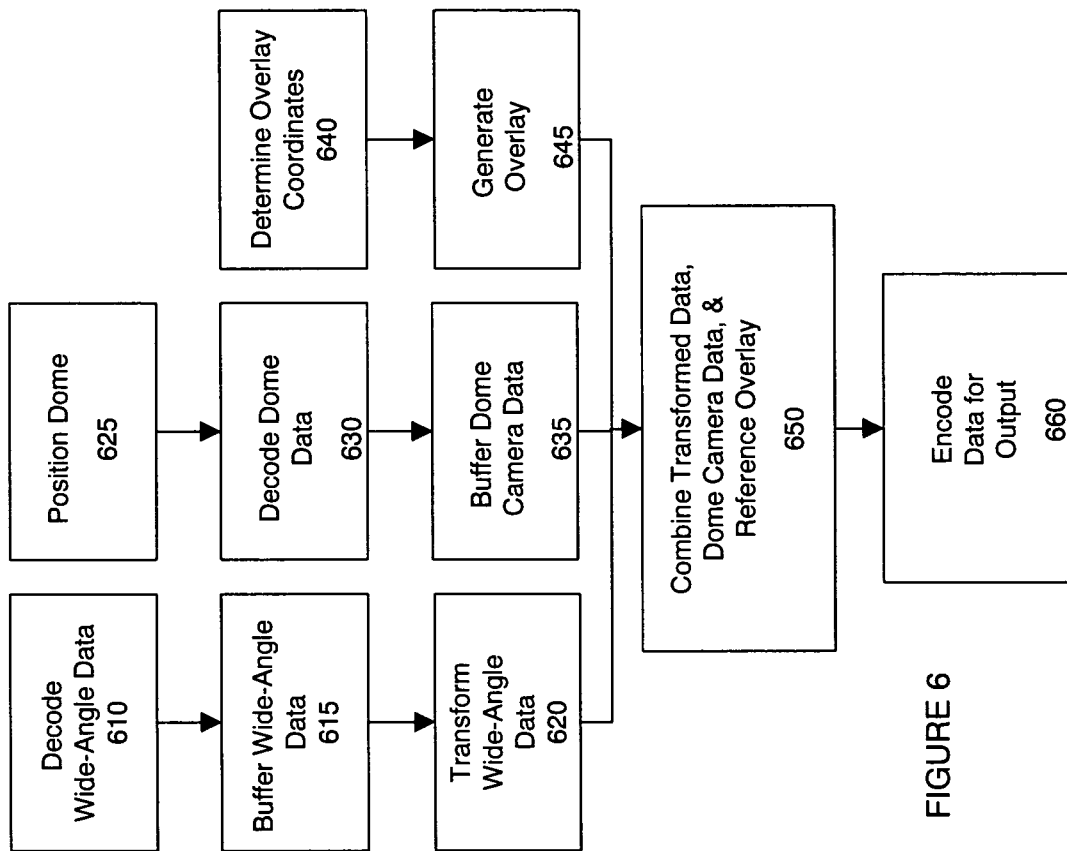 Decode
Wide-Angle Data
610
Buffer Wide-Angle
Data
615
Transform
Wide-Angle
Data
620
Position Dome
625
Decode Dome
Data
630
Buffer Dome
Camera Data
635
Determine Overlay
Coordinates
640
Generate
Overlay
645
Combine Transformed Data,
Dome Camera Data, &
Reference Overlay
650
Encode
Data for
Output
660
FIGURE 6